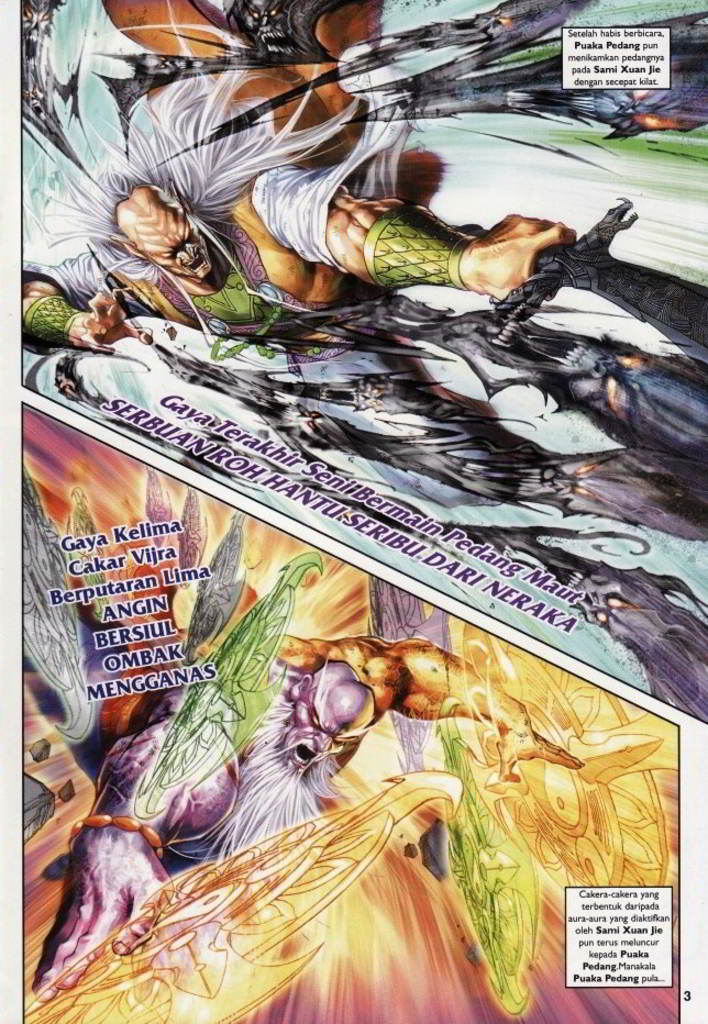 Setelah habis berbicara,
Puaka Pedang pun
menikamkan pedangnya
pada Sami Xuan Jie
dengan secepat kilat.
Gaya Terakhir Seni Bermain Pedang Maut
SERBUAN ROH HANTU SERIBU DARI NERAKA
Gaya Kelima
Cakar Vijra
Berputaran Lima
ANGIN
BERSIUL
OMBAK
MENGGANAS
Cakera-cakera yang
terbentuk daripada
aura-aura yang diaktifkan
oleh Sami Xuan Jie
pun terus meluncur
kepada Puaka
Pedang.Manakala
Puaka Pedang pula...
3